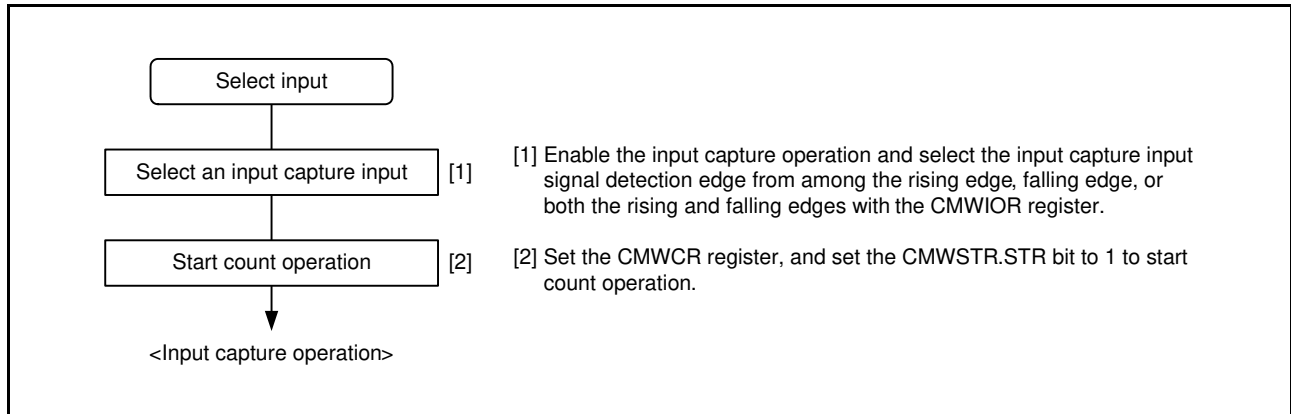 Select input
Select an input capture input
[1]
[1] Enable the input capture operation and select the input capture input
signal detection edge from among the rising edge, falling edge, or
both the rising and falling edges with the CMWIOR register.
Start count operation
[2]
[2] Set the CMWCR register, and set the CMWSTR.STR bit to 1 to start
count operation.
<Input capture operation>